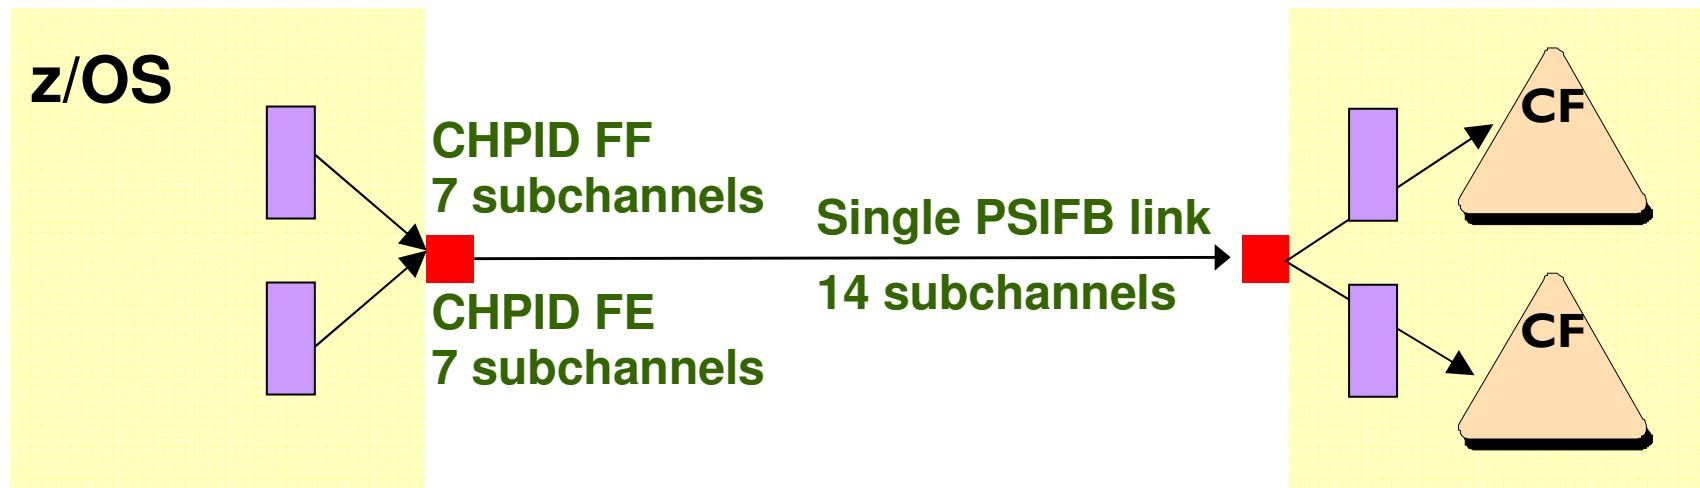 z/OS
CHPID FF
7 subchannels
Single PSIFB link
14 subchannels
CHPID FE
7 subchannels
CF
CF